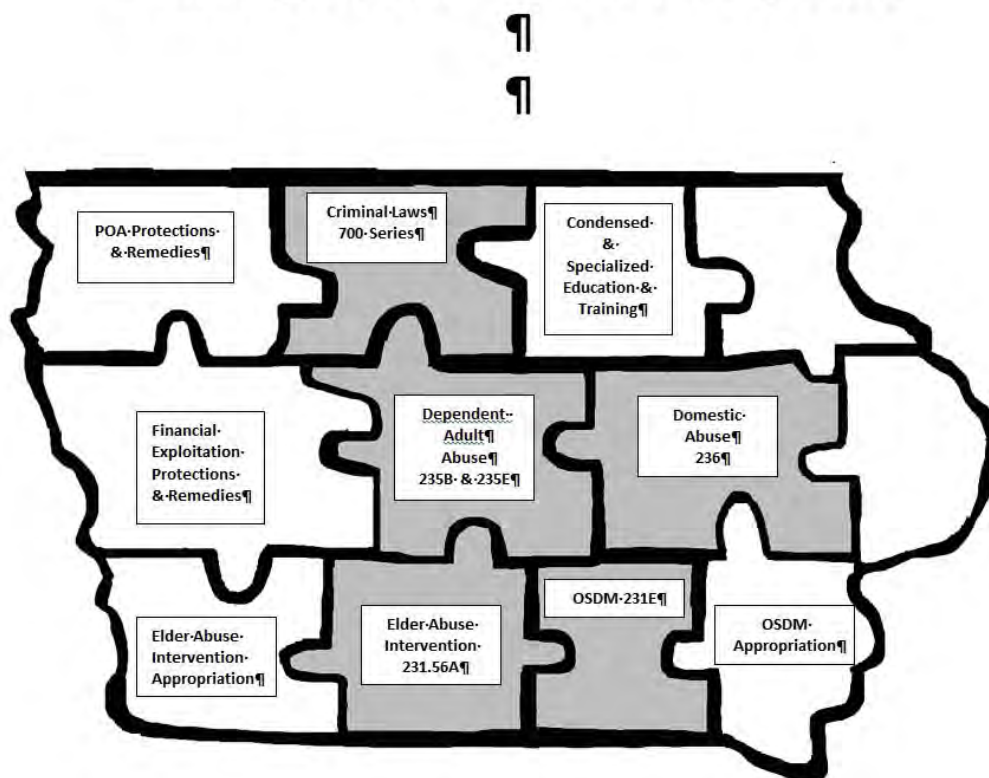 ¶
¶
POA·Protections·
&·Remedies¶
Criminal·Laws¶
700·Series¶
Condensed·
&·
Specialized·
Education·&·
Training¶
Financial·
Exploitation·
Protections·
&·Remedies¶
Dependent·
Adult¶
Abuse¶
235B·&·235E¶
Domestic·
Abuse¶
236¶
Elder·Abuse·
Intervention·
Appropriation¶
Elder·Abuse·
Intervention·
231.56A¶
OSDM·231E¶
OSDM·
Appropriation¶